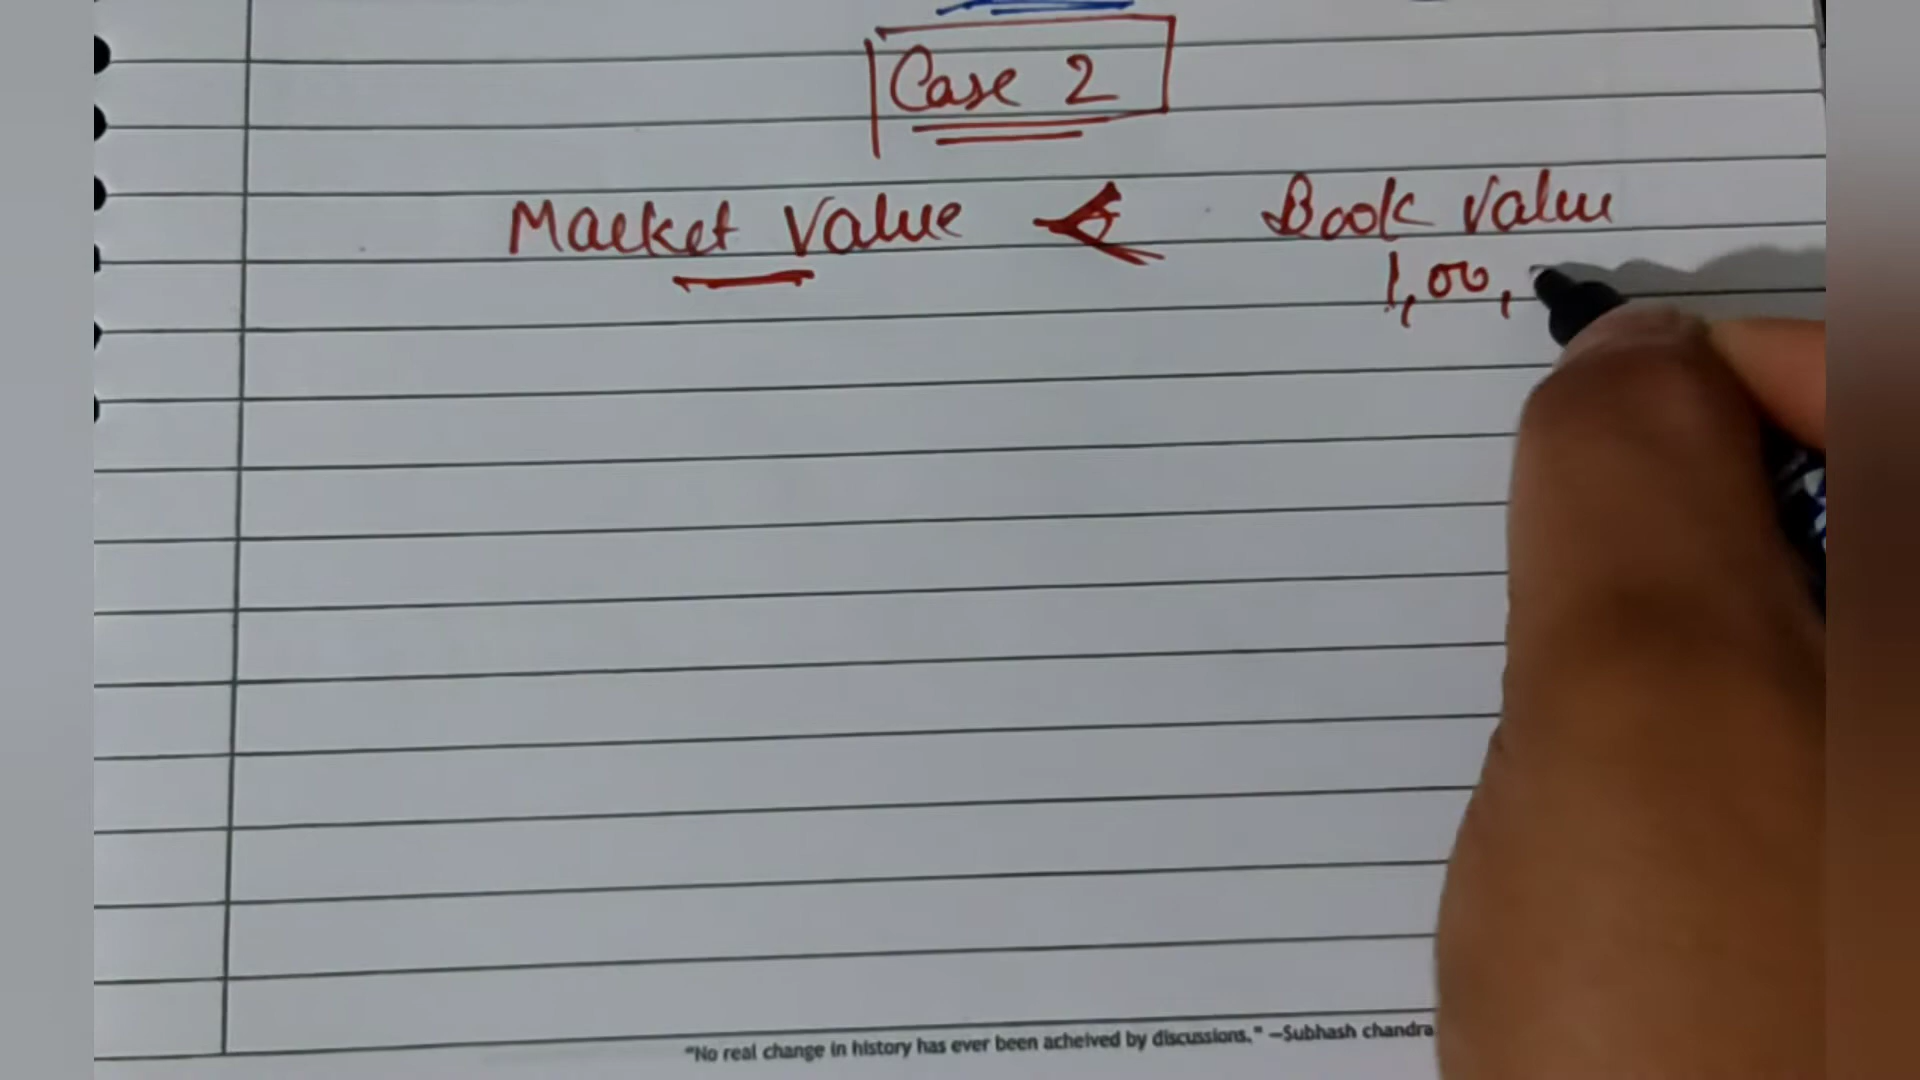 Case 2
Market Value < Book Value
1,00,
"No real change in history has ever been acheived by discussions." —Subhash chandra